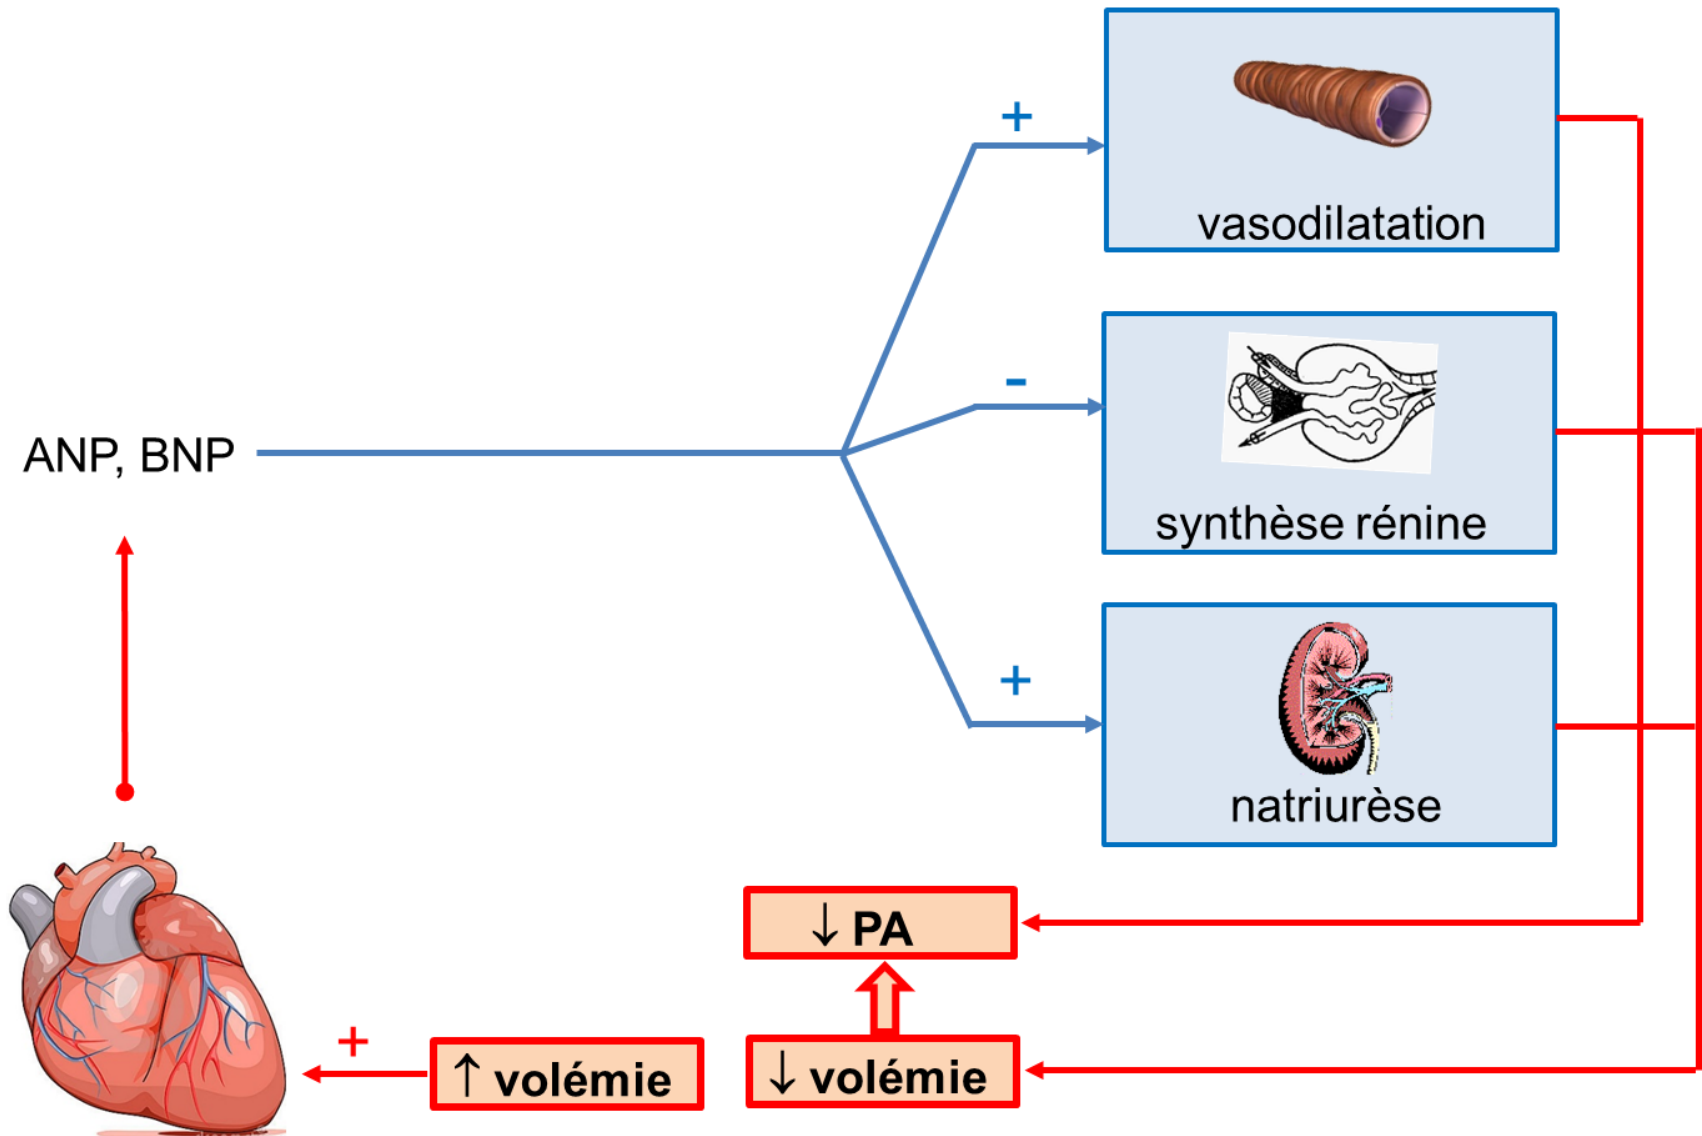 +
vasodilatation
-
synthèse rénine
ANP, BNP
+
natriurèse
↓ PA
+
↑ volémie
↓ volémie